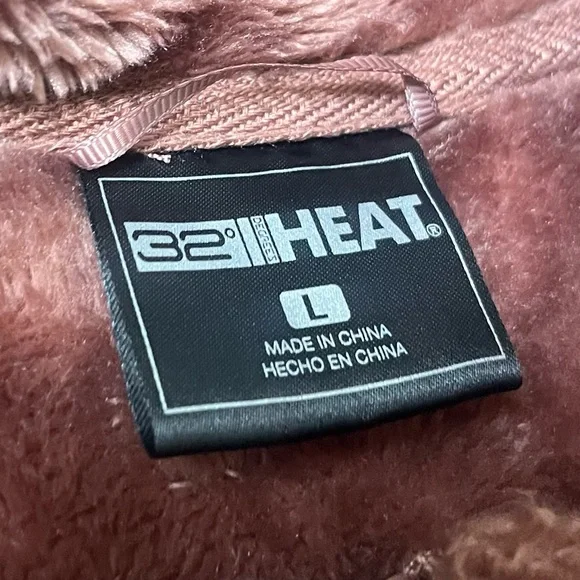 32° DEGREES HEAT®
L
MADE IN CHINA
HECHO EN CHINA